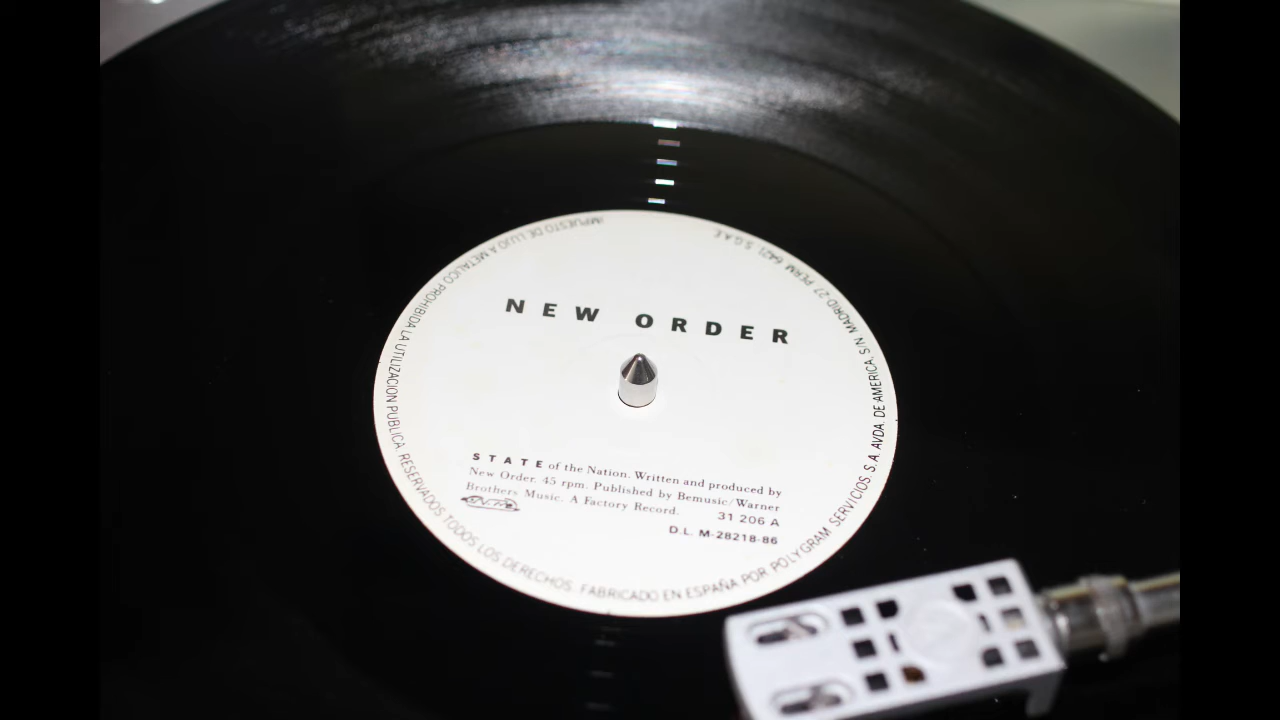 NEW ORDER
STATE of the Nation. Written and produced by
New Order. 45 rpm. Published by Bemusic/Warner
Brothers Music. A Factory Record.
31 206 A
D.L. M-28218-86
IMPUESTO DE LUJO A METALICO PROHIBIDA LA UTILIZACION PUBLICA. RESERVADOS TODOS LOS DERECHOS. FABRICADO EN ESPAÑA POR POLYGRAM SERVICIOS. S.A. AVDA. DE AMERICA, S/N MADRID 27 PERM 6421 S.G.A.E.